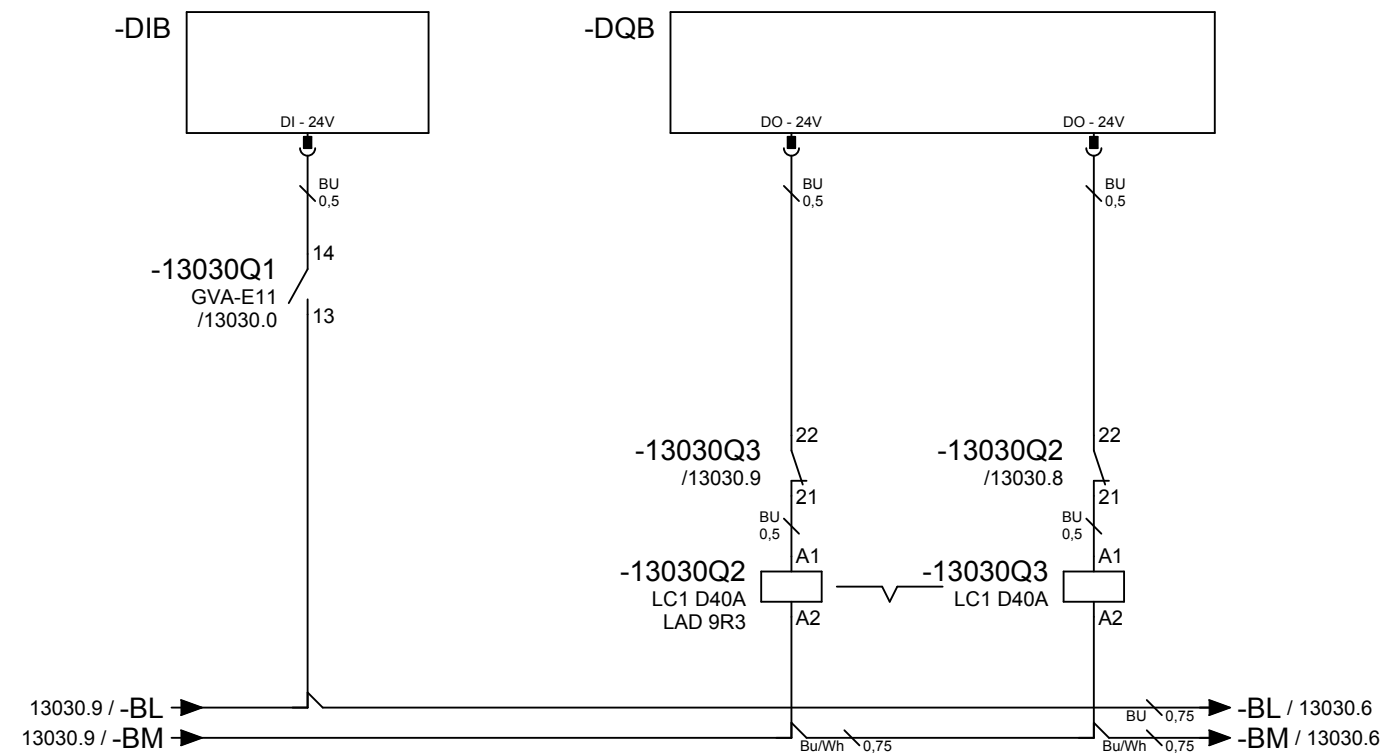 -DIB
-DQB
DI - 24V
DO - 24V
DO - 24V
BU
0,5
BU
0,5
BU
0,5
14
-13030Q1
GVA-E11
/13030.0
13
22
-13030Q3
/13030.9
21
22
-13030Q2
/13030.8
21
BU
0,5
BU
0,5
A1
-13030Q2
LC1 D40A
LAD 9R3
A2
A1
-13030Q3
LC1 D40A
A2
13030.9 / -BL
BU 0,75
-BL / 13030.6
13030.9 / -BM
Bu/Wh 0,75
Bu/Wh 0,75
-BM / 13030.6